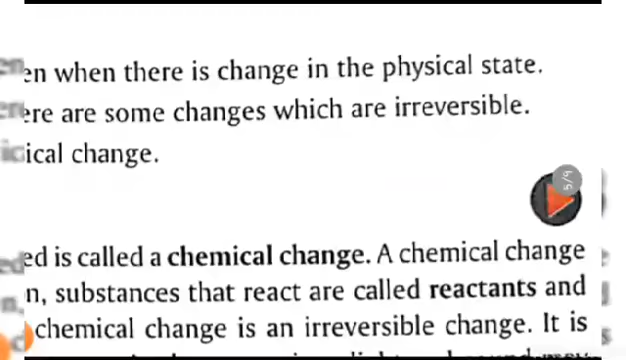 en when there is change in the physical state.
ere are some changes which are irreversible.
ical change.
5/9
ed is called a chemical change. A chemical change
n, substances that react are called reactants and
chemical change is an irreversible change. It is